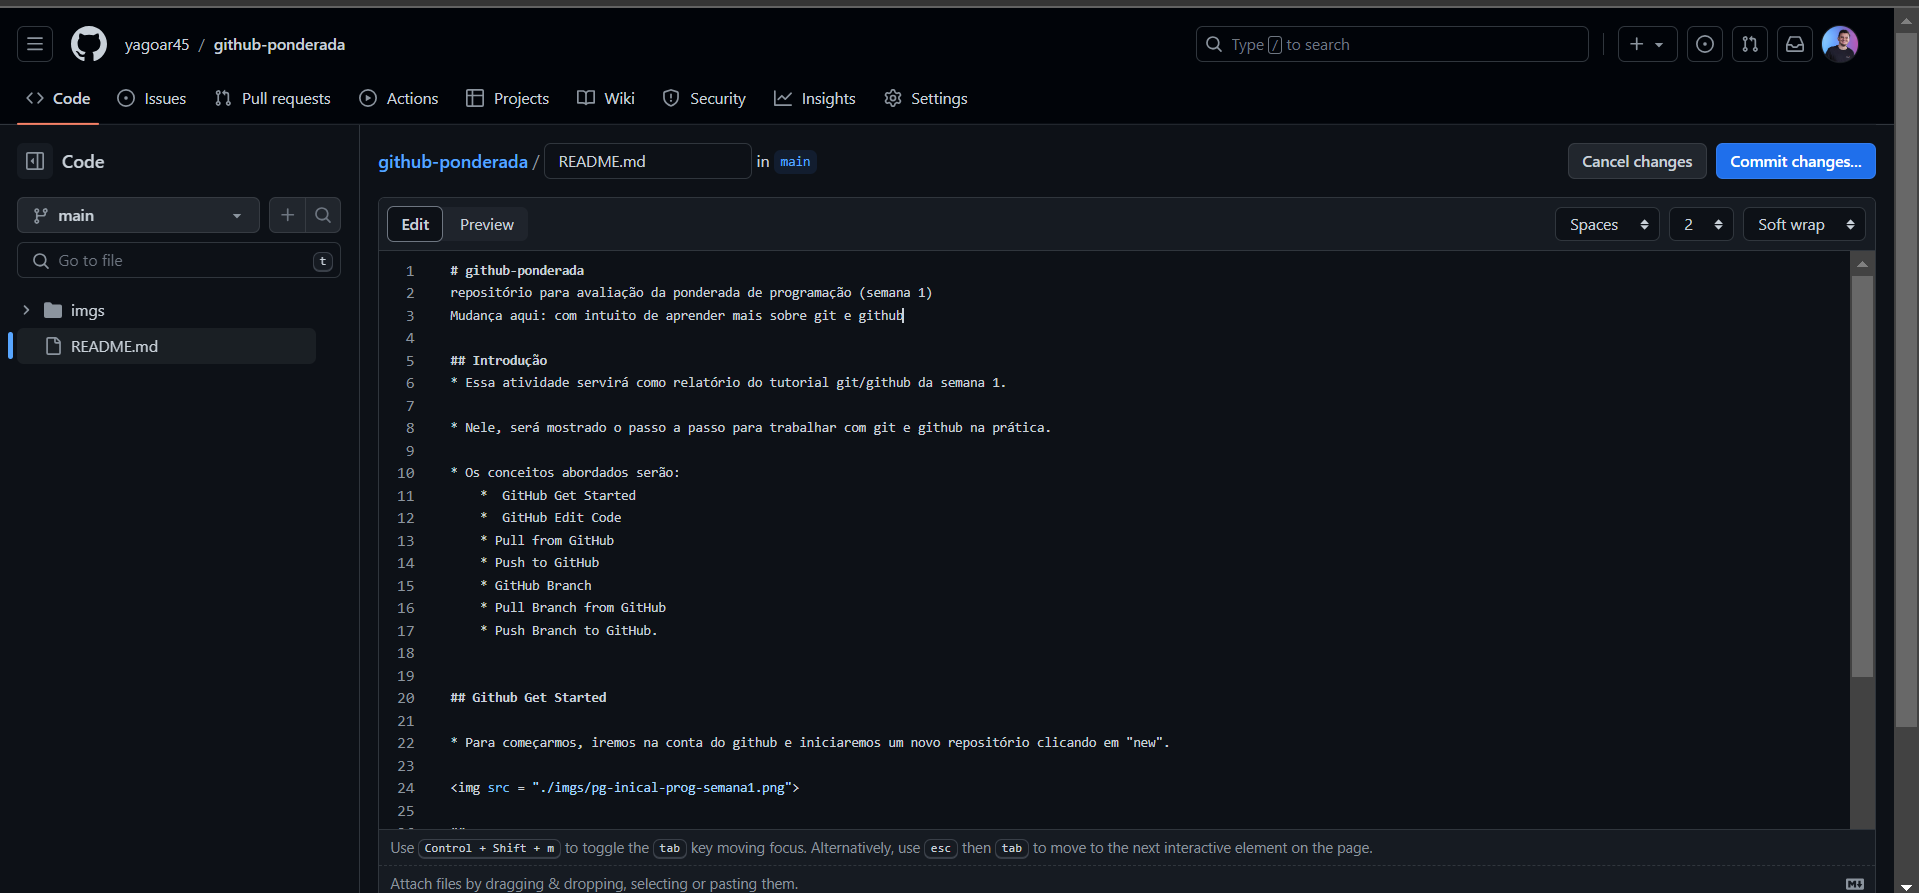 yagoar45 / github-ponderada
Type / to search
Code Issues Pull requests Actions Projects Wiki Security Insights Settings
Code
main
Go to file t
imgs
README.md
github-ponderada / README.md in main
Cancel changes Commit changes...
Edit Preview
Spaces 2 Soft wrap
1 # github-ponderada
2 repositório para avaliação da ponderada de programação (semana 1)
3 Mudança aqui: com intuito de aprender mais sobre git e github
4
5 ## Introdução
6 * Essa atividade servirá como relatório do tutorial git/github da semana 1.
7
8 * Nele, será mostrado o passo a passo para trabalhar com git e github na prática.
9
10 * Os conceitos abordados serão:
11 *  GitHub Get Started
12 *  GitHub Edit Code
13 * Pull from GitHub
14 * Push to GitHub
15 * GitHub Branch
16 * Pull Branch from GitHub
17 * Push Branch to GitHub.
18
19
20 ## Github Get Started
21
22 * Para começarmos, iremos na conta do github e iniciaremos um novo repositório clicando em "new".
23
24 <img src = "./imgs/pg-inical-prog-semana1.png">
25
Use Control + Shift + m to toggle the tab key moving focus. Alternatively, use esc then tab to move to the next interactive element on the page.
Attach files by dragging & dropping, selecting or pasting them.